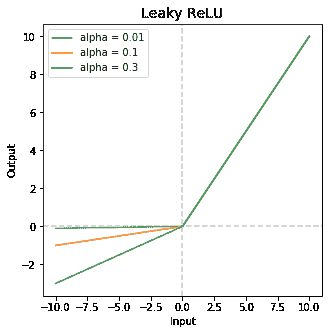 Leaky ReLU
alpha = 0.01
alpha = 0.1
alpha = 0.3
Output
10
8
6
4
2
0
−2
−10.0 −7.5 −5.0 −2.5 0.0 2.5 5.0 7.5 10.0
Input